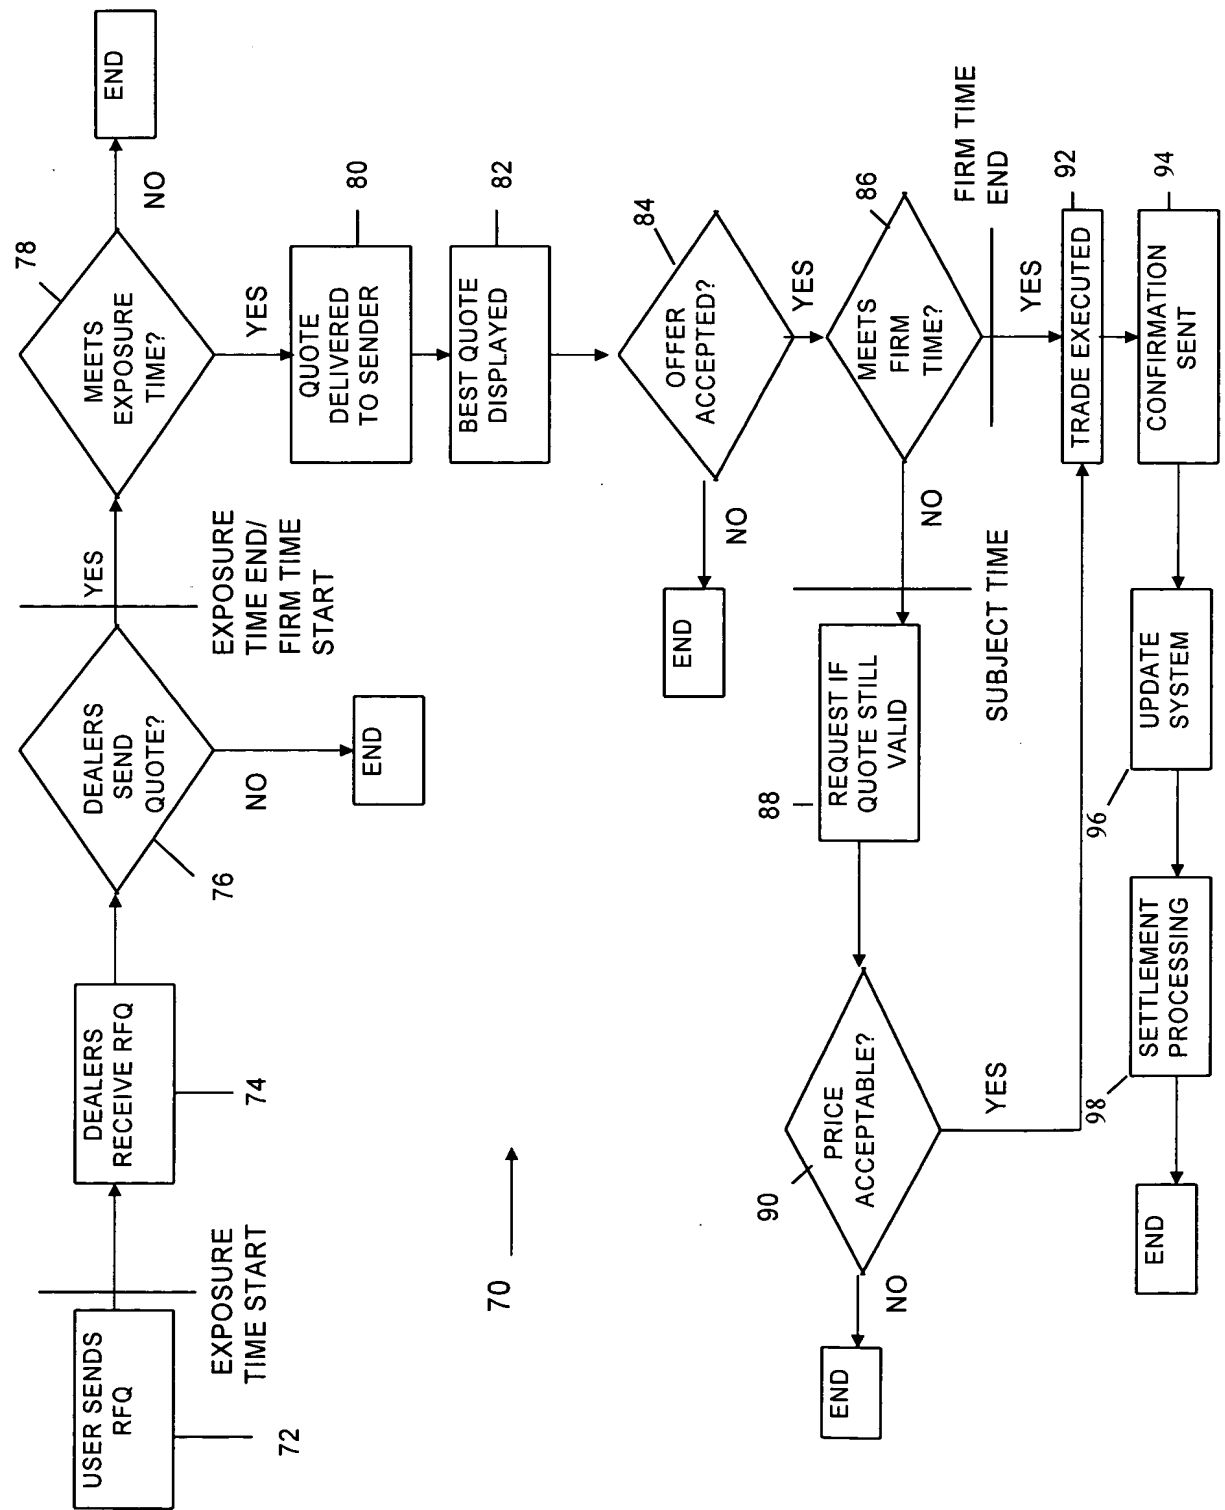 USER SENDS
RFQ
72
EXPOSURE
TIME START
DEALERS
RECEIVE RFQ
74
DEALERS
SEND
QUOTE?
76
NO
END
YES
EXPOSURE
TIME END/
FIRM TIME
START
MEETS
EXPOSURE
TIME?
78
NO
END
YES
QUOTE
DELIVERED
TO SENDER
80
BEST QUOTE
DISPLAYED
82
OFFER
ACCEPTED?
84
NO
END
YES
MEETS
FIRM
TIME?
86
FIRM TIME
END
NO
SUBJECT TIME
REQUEST IF
QUOTE STILL
VALID
88
PRICE
ACCEPTABLE?
90
NO
END
YES
YES
TRADE EXECUTED
92
CONFIRMATION
SENT
94
UPDATE
SYSTEM
96
SETTLEMENT
PROCESSING
98
END
70